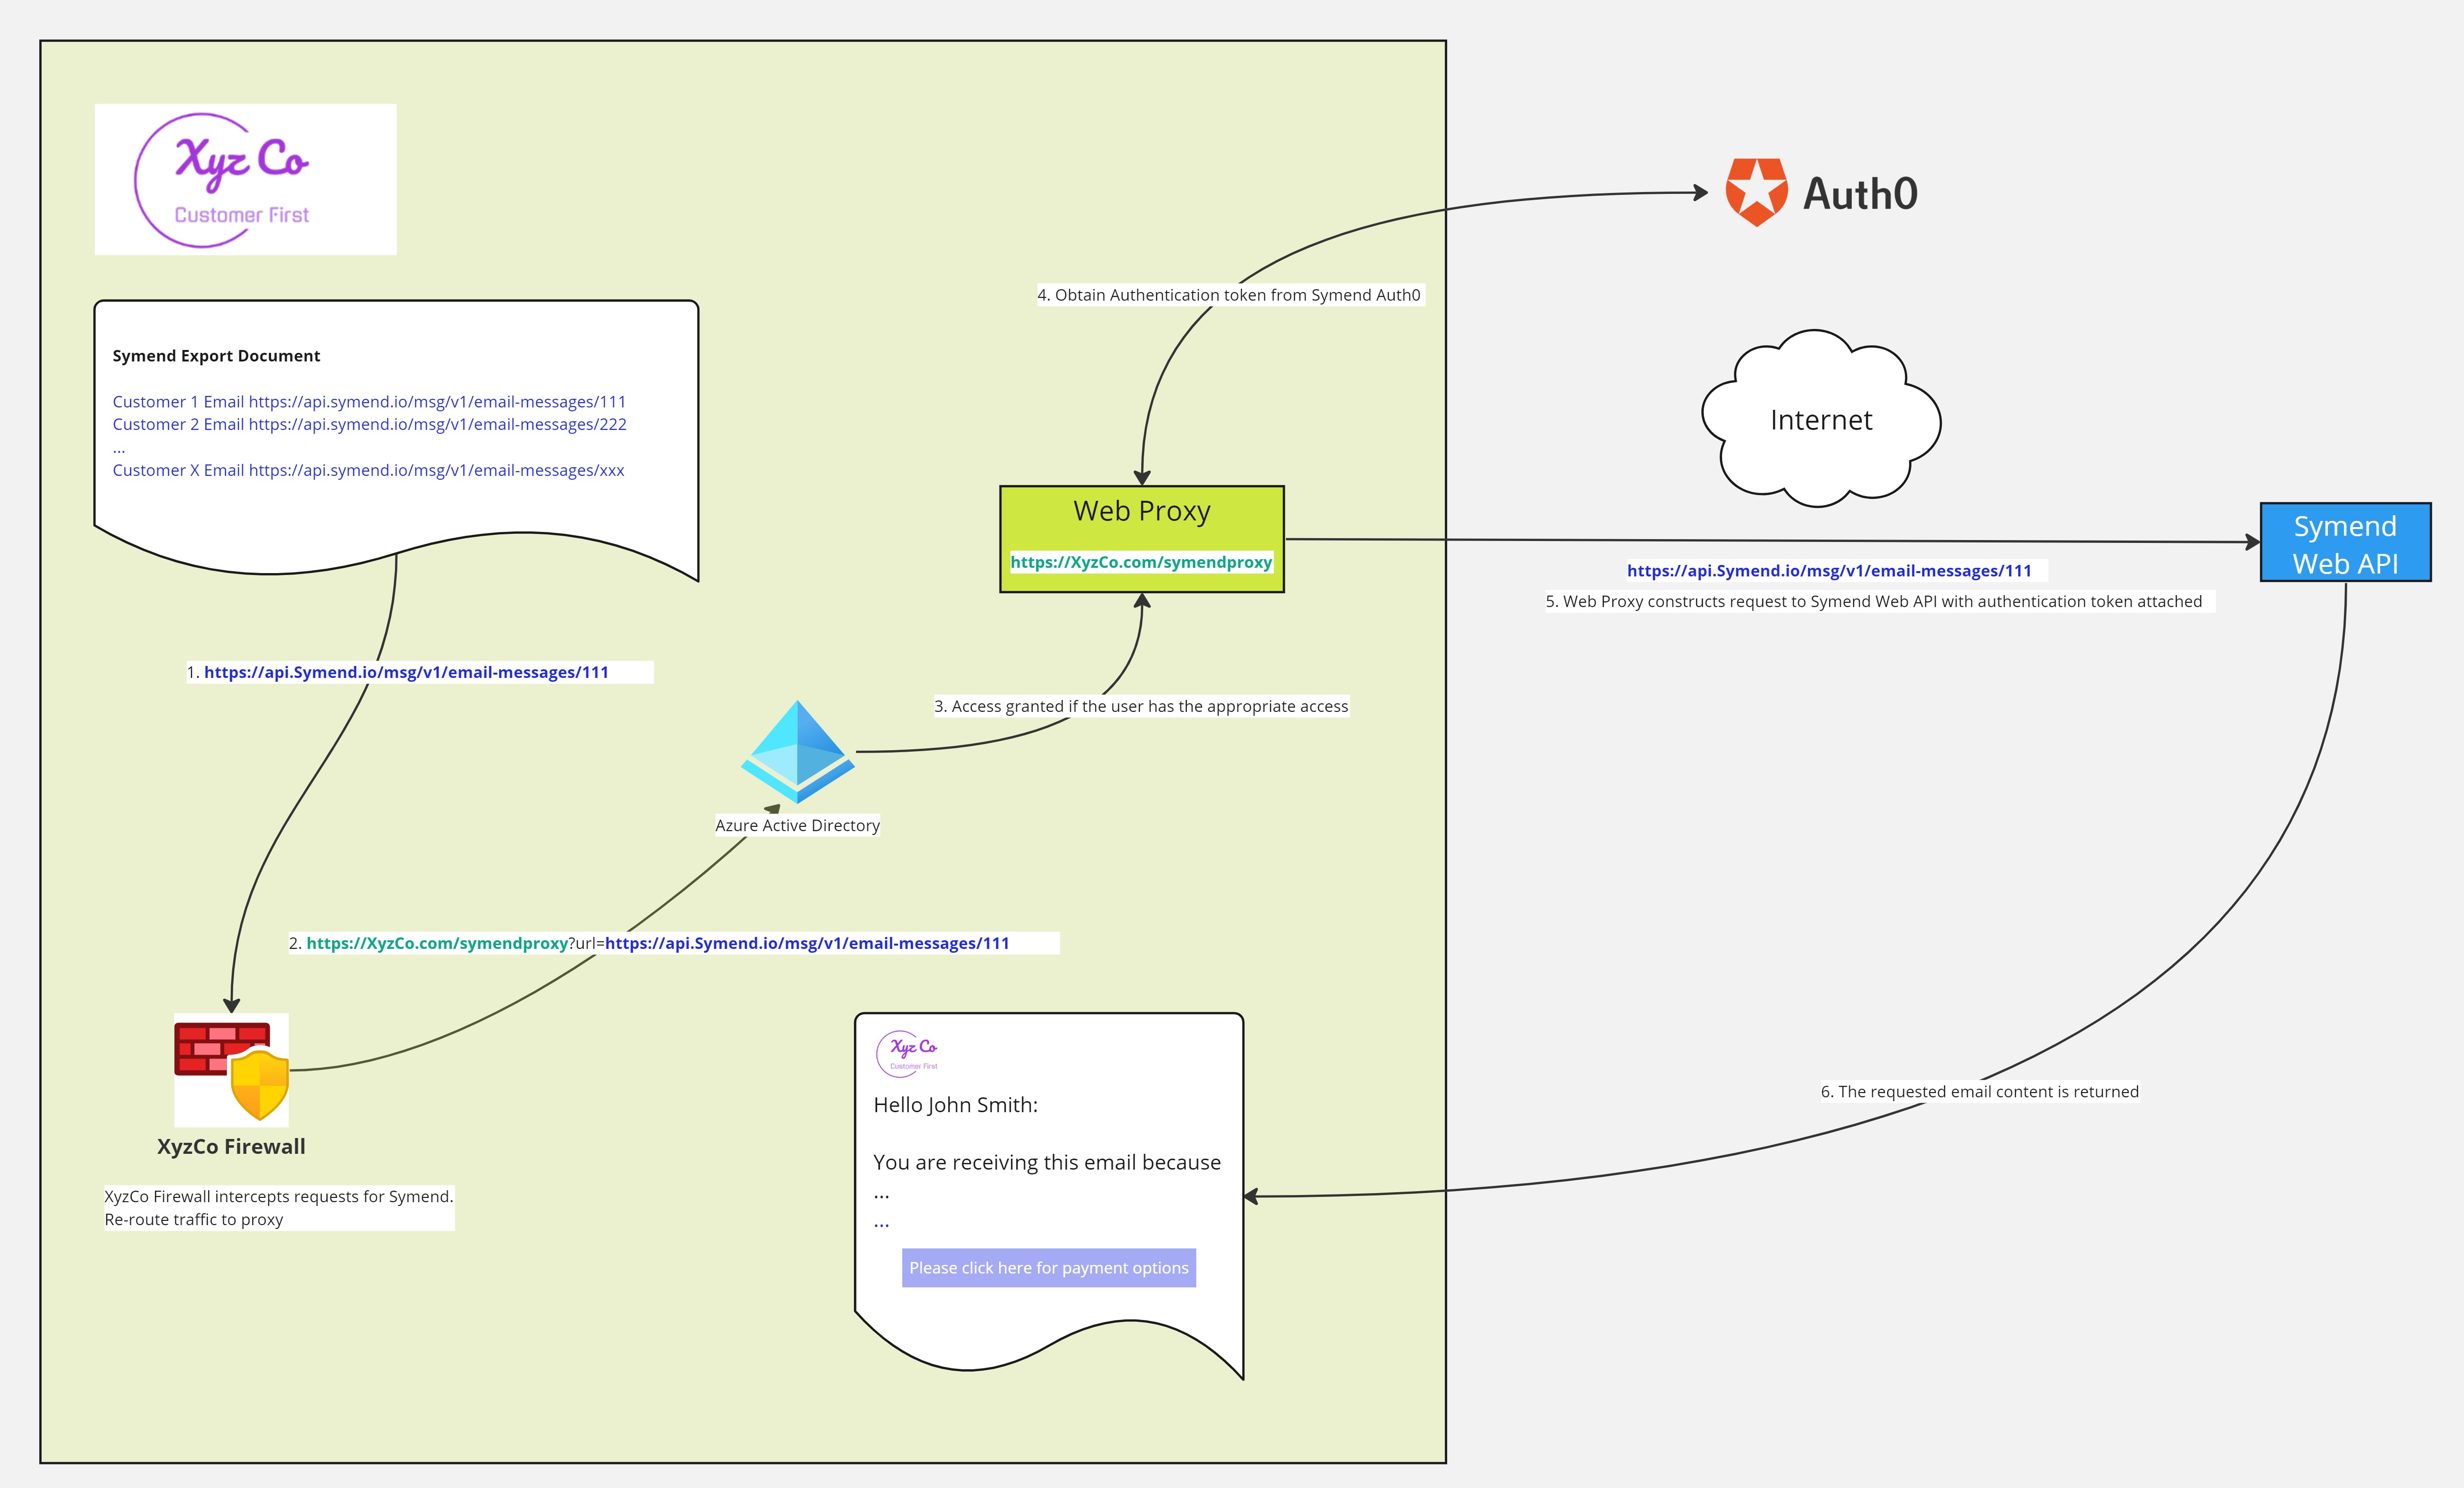 Xyz Co
Customer First
Auth0
4. Obtain Authentication token from Symend Auth0
Symend Export Document
Customer 1 Email https://api.symend.io/msg/v1/email-messages/111
Customer 2 Email https://api.symend.io/msg/v1/email-messages/222
...
Customer X Email https://api.symend.io/msg/v1/email-messages/xxx
Internet
Web Proxy
https://XyzCo.com/symendproxy
Symend
Web API
https://api.Symend.io/msg/v1/email-messages/111
5. Web Proxy constructs request to Symend Web API with authentication token attached
1. https://api.Symend.io/msg/v1/email-messages/111
3. Access granted if the user has the appropriate access
Azure Active Directory
2. https://XyzCo.com/symendproxy?url=https://api.Symend.io/msg/v1/email-messages/111
XyzCo Firewall
XyzCo Firewall intercepts requests for Symend.
Re-route traffic to proxy
Xyz Co
Customer First
Hello John Smith:
You are receiving this email because
...
...
Please click here for payment options
6. The requested email content is returned